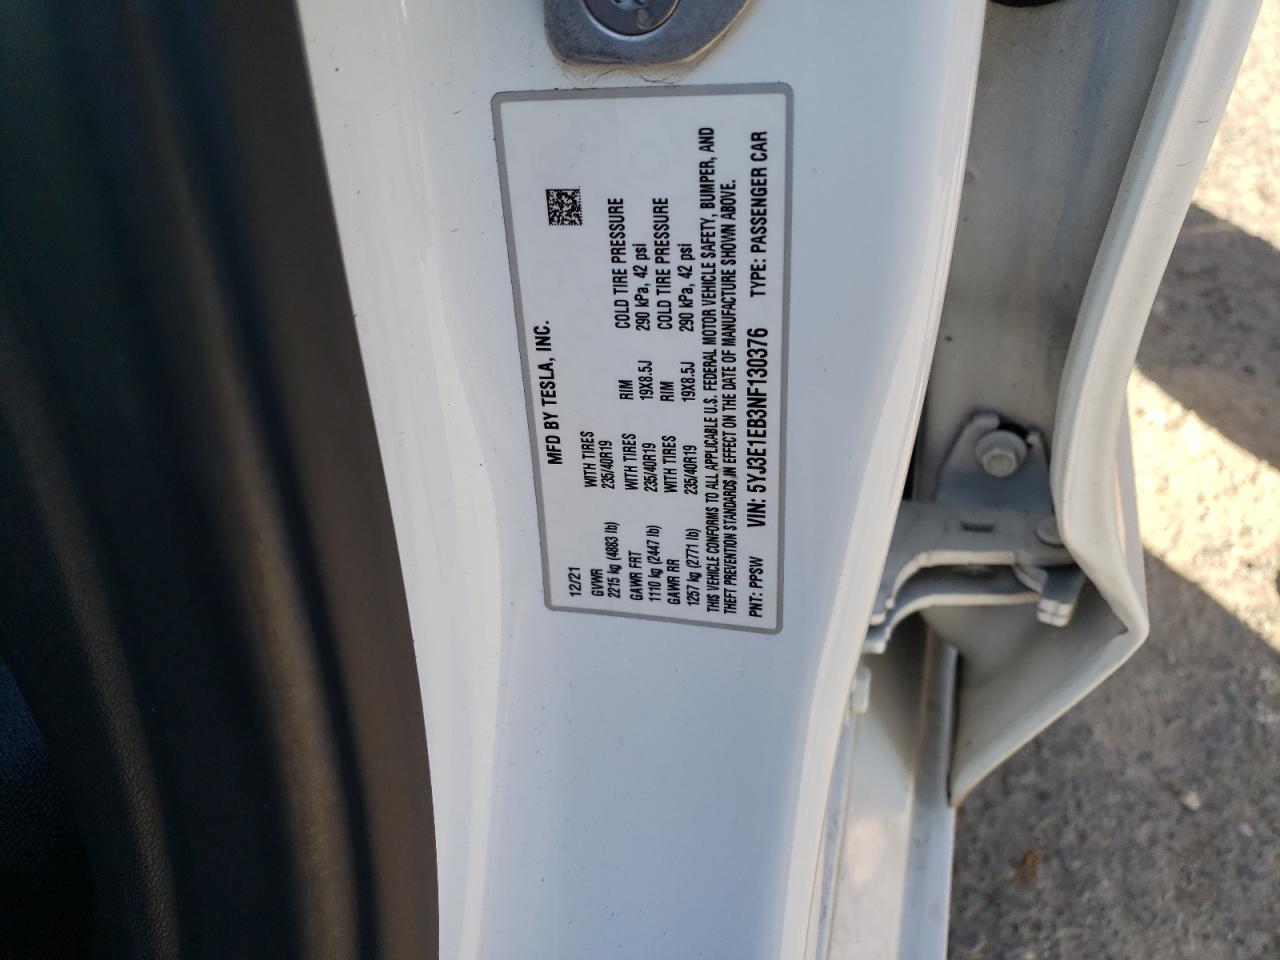 MFD BY TESLA, INC.
12/21
GVWR WITH TIRES
2215 kg (4883 lb) 235/40R19
GAWR FRT WITH TIRES RIM COLD TIRE PRESSURE
1110 kg (2447 lb) 235/40R19 19X8.5J 290 kPa, 42 psi
GAWR RR WITH TIRES RIM COLD TIRE PRESSURE
1257 kg (2771 lb) 235/40R19 19X8.5J 290 kPa, 42 psi
THIS VEHICLE CONFORMS TO ALL APPLICABLE U.S. FEDERAL MOTOR VEHICLE SAFETY, BUMPER, AND
THEFT PREVENTION STANDARDS IN EFFECT ON THE DATE OF MANUFACTURE SHOWN ABOVE.
PNT: PPSW VIN: 5YJ3E1EB3NF130376 TYPE: PASSENGER CAR